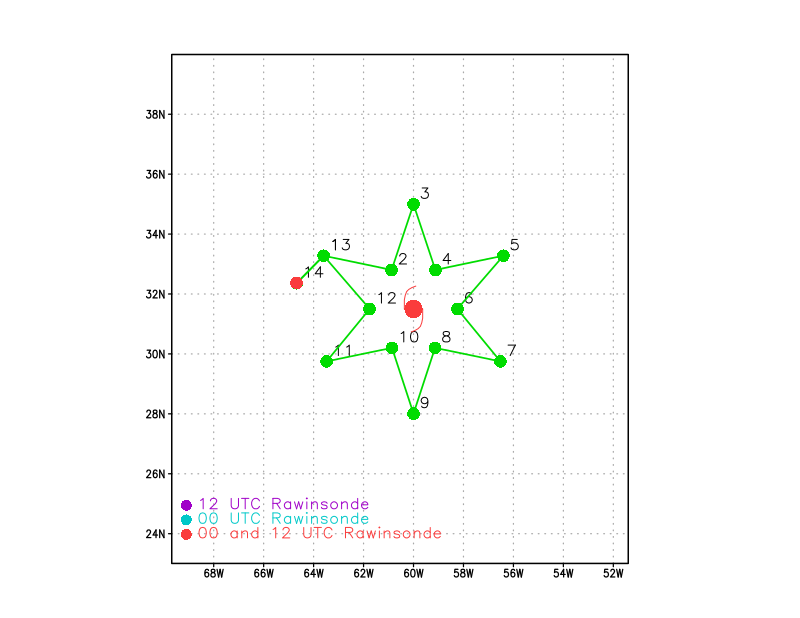 38N
36N
3
34N
13
5
2
4
14
32N
12
6
10
8
30N
11
7
28N
9
26N
12 UTC Rawinsonde
00 UTC Rawinsonde
00 and 12 UTC Rawinsonde
24N
68W 66W 64W 62W 60W 58W 56W 54W 52W